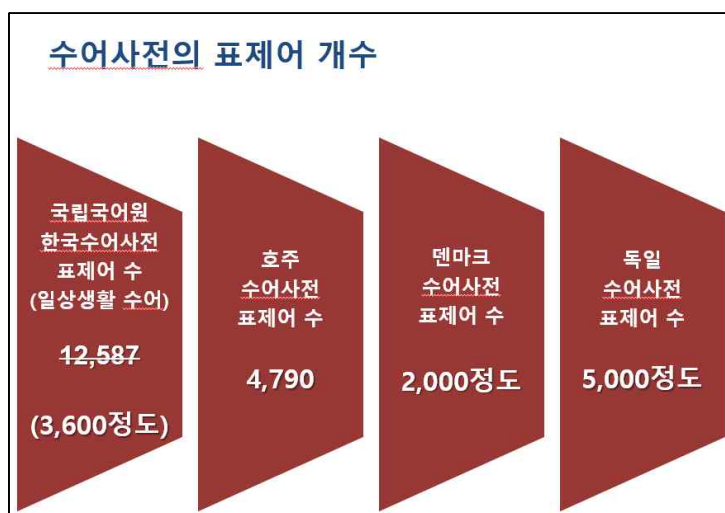 수어사전의 표제어 개수
국립국어원
한국수어사전
표제어 수
(일상생활 수어)
12,587
(3,600정도)
호주
수어사전
표제어 수
4,790
덴마크
수어사전
표제어 수
2,000정도
독일
수어사전
표제어 수
5,000정도